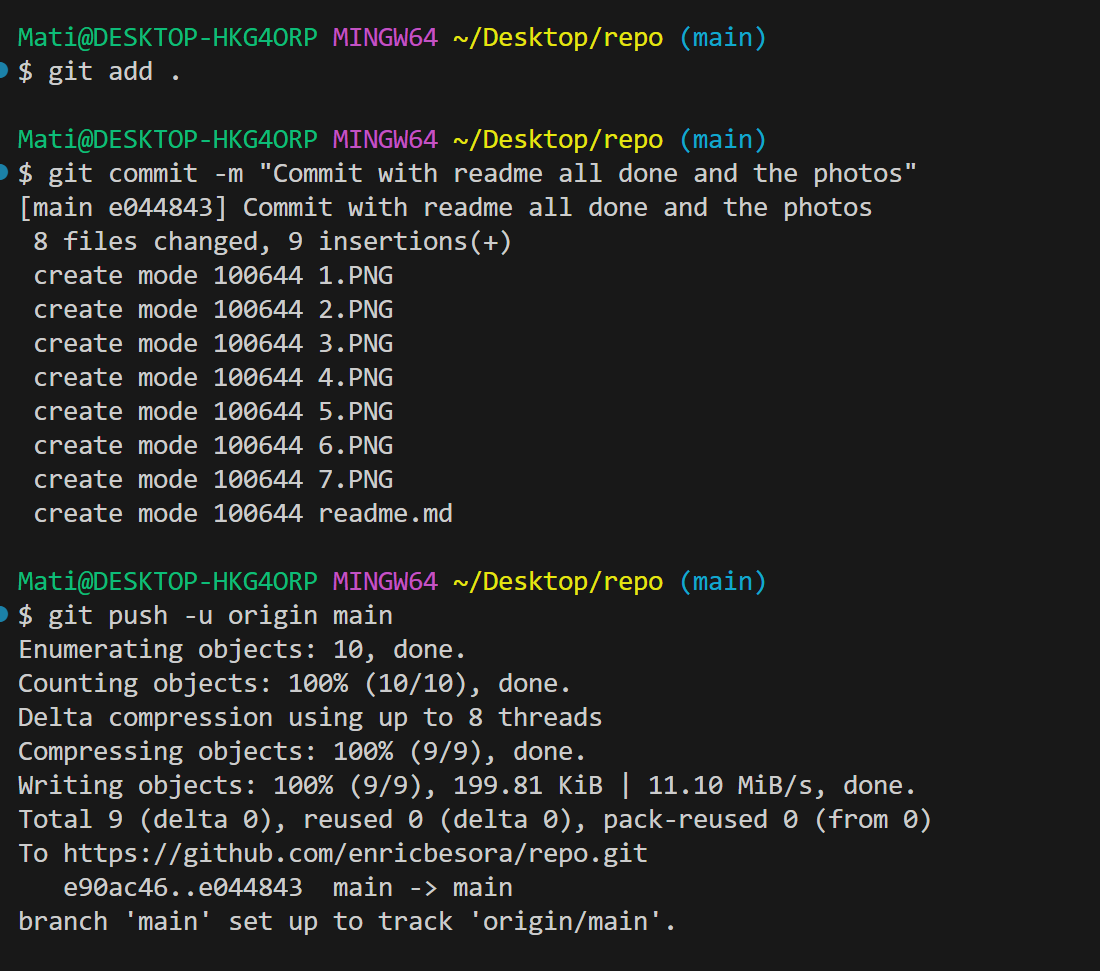 Mati@DESKTOP-HKG4ORP MINGW64 ~/Desktop/repo (main)
$ git add .
Mati@DESKTOP-HKG4ORP MINGW64 ~/Desktop/repo (main)
$ git commit -m "Commit with readme all done and the photos"
[main e044843] Commit with readme all done and the photos
 8 files changed, 9 insertions(+)
 create mode 100644 1.PNG
 create mode 100644 2.PNG
 create mode 100644 3.PNG
 create mode 100644 4.PNG
 create mode 100644 5.PNG
 create mode 100644 6.PNG
 create mode 100644 7.PNG
 create mode 100644 readme.md
Mati@DESKTOP-HKG4ORP MINGW64 ~/Desktop/repo (main)
$ git push -u origin main
Enumerating objects: 10, done.
Counting objects: 100% (10/10), done.
Delta compression using up to 8 threads
Compressing objects: 100% (9/9), done.
Writing objects: 100% (9/9), 199.81 KiB | 11.10 MiB/s, done.
Total 9 (delta 0), reused 0 (delta 0), pack-reused 0 (from 0)
To https://github.com/enricbesora/repo.git
   e90ac46..e044843  main -> main
branch 'main' set up to track 'origin/main'.